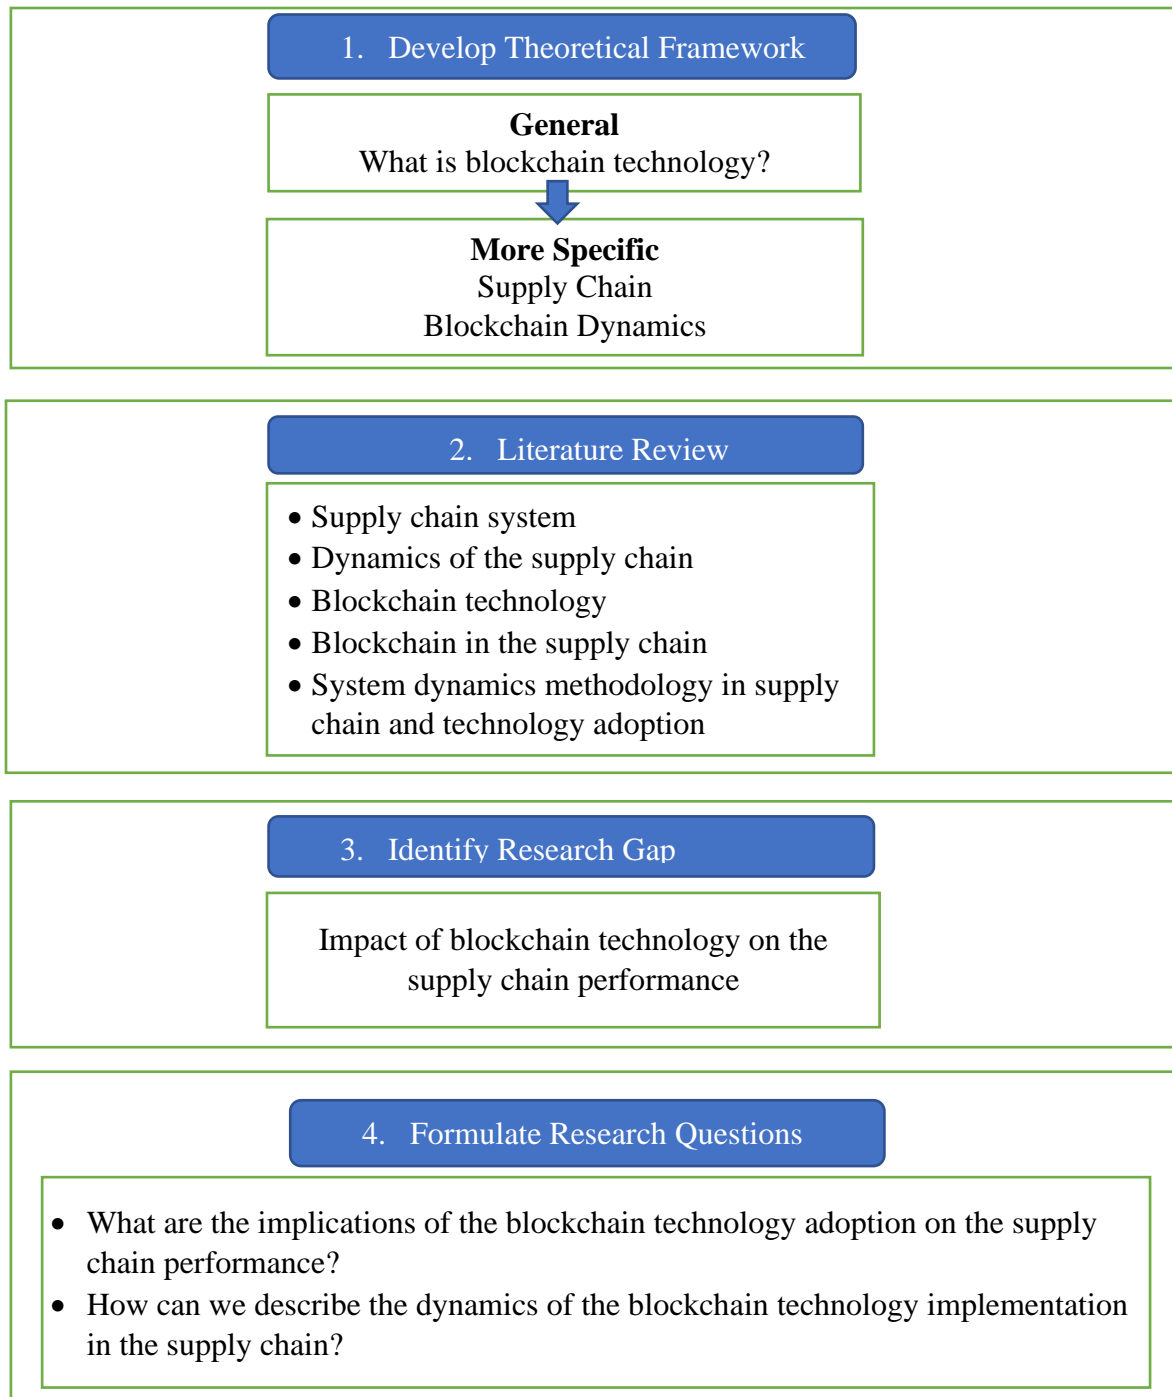 1. Develop Theoretical Framework
General
What is blockchain technology?
More Specific
Supply Chain
Blockchain Dynamics
2. Literature Review
• Supply chain system
• Dynamics of the supply chain
• Blockchain technology
• Blockchain in the supply chain
• System dynamics methodology in supply
chain and technology adoption
3. Identify Research Gap
Impact of blockchain technology on the
supply chain performance
4. Formulate Research Questions
• What are the implications of the blockchain technology adoption on the supply
chain performance?
• How can we describe the dynamics of the blockchain technology implementation
in the supply chain?